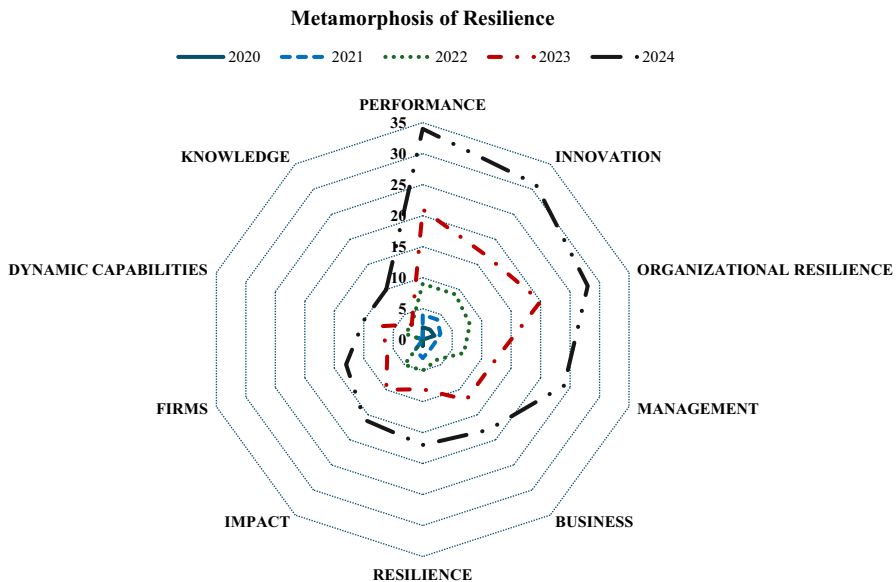 Metamorphosis of Resilience
2020 2021 2022 2023 2024
PERFORMANCE
35
KNOWLEDGE
INNOVATION
30
25
20
DYNAMIC CAPABILITIES
ORGANIZATIONAL RESILIENCE
15
10
5
0
FIRMS
MANAGEMENT
IMPACT
BUSINESS
RESILIENCE